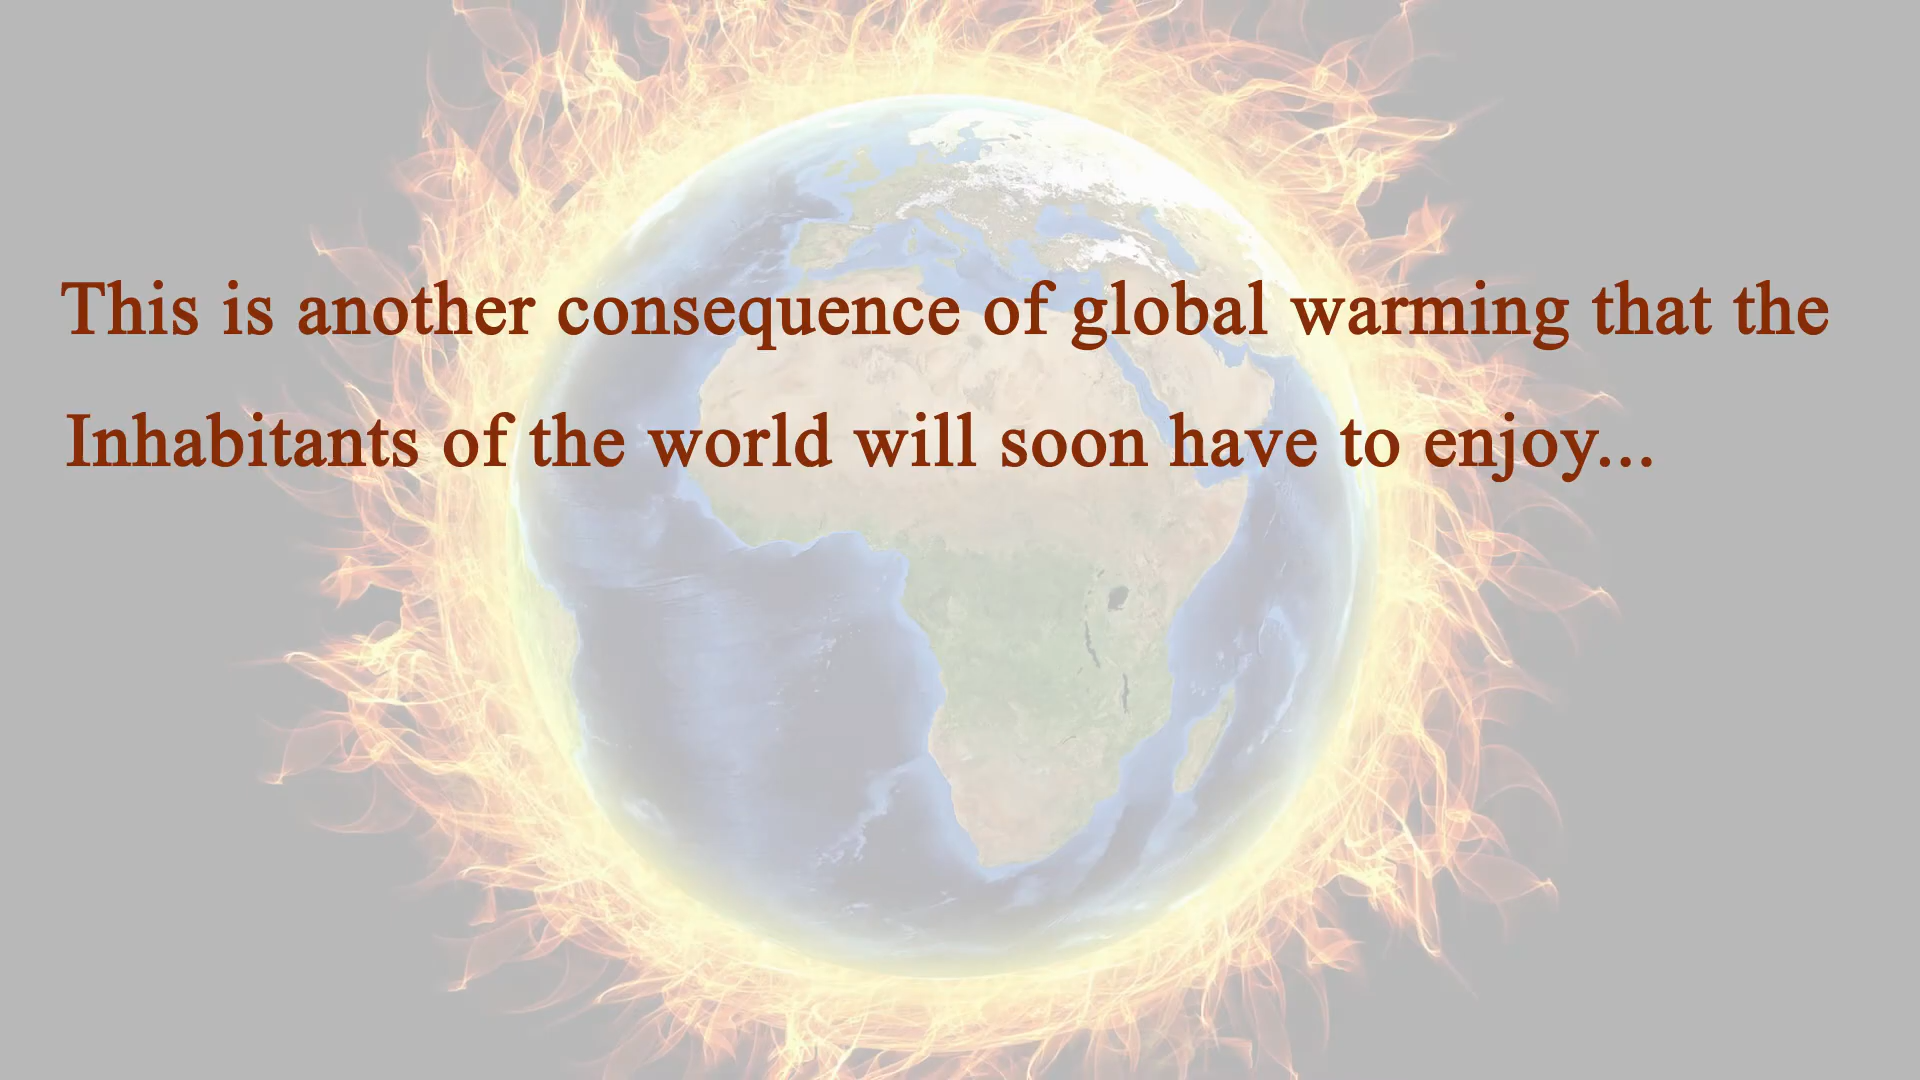 This is another consequence of global warming that the
Inhabitants of the world will soon have to enjoy...